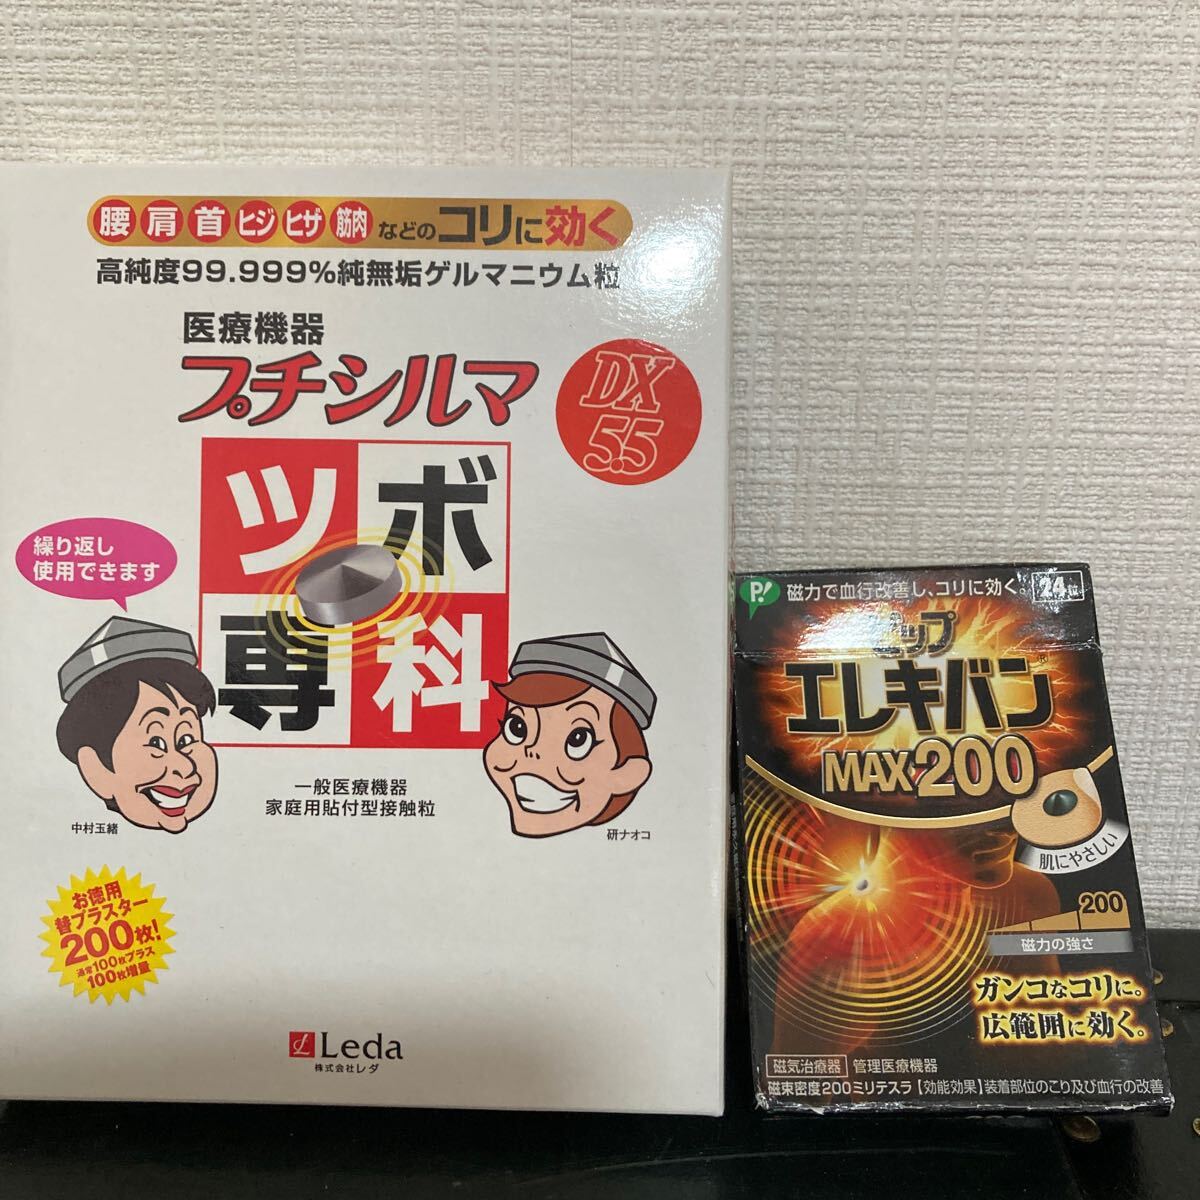 腰 肩 首 ヒジ ヒザ 筋肉 などのコリに効く
高純度99.999%純無垢ゲルマニウム粒
医療機器
プチシルマ
DX
5.5
ツボ
専科
繰り返し
使用できます
中村玉緒
研ナオコ
一般医療機器
家庭用貼付型接触粒
お徳用
替プラスター
200枚!
通常100枚プラス
100枚増量
Leda
株式会社レダ
P! 磁力で血行改善し、コリに効く。 24粒
ピップ
エレキバン®
MAX200
肌にやさしい
200
磁力の強さ
ガンコなコリに。
広範囲に効く。
磁気治療器 管理医療機器
磁束密度200ミリテスラ【効能効果】装着部位のこり及び血行の改善